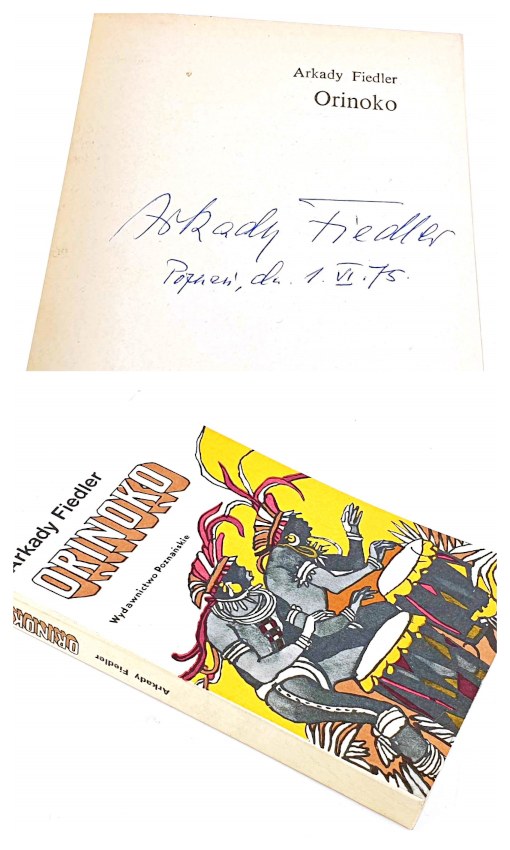 Arkady Fiedler
Orinoko
Arkady Fiedler
Poznań, dn. 1. VI. 75.
Arkady Fiedler
ORINOKO
Wydawnictwo Poznańskie
ORINOKO
Arkady Fiedler